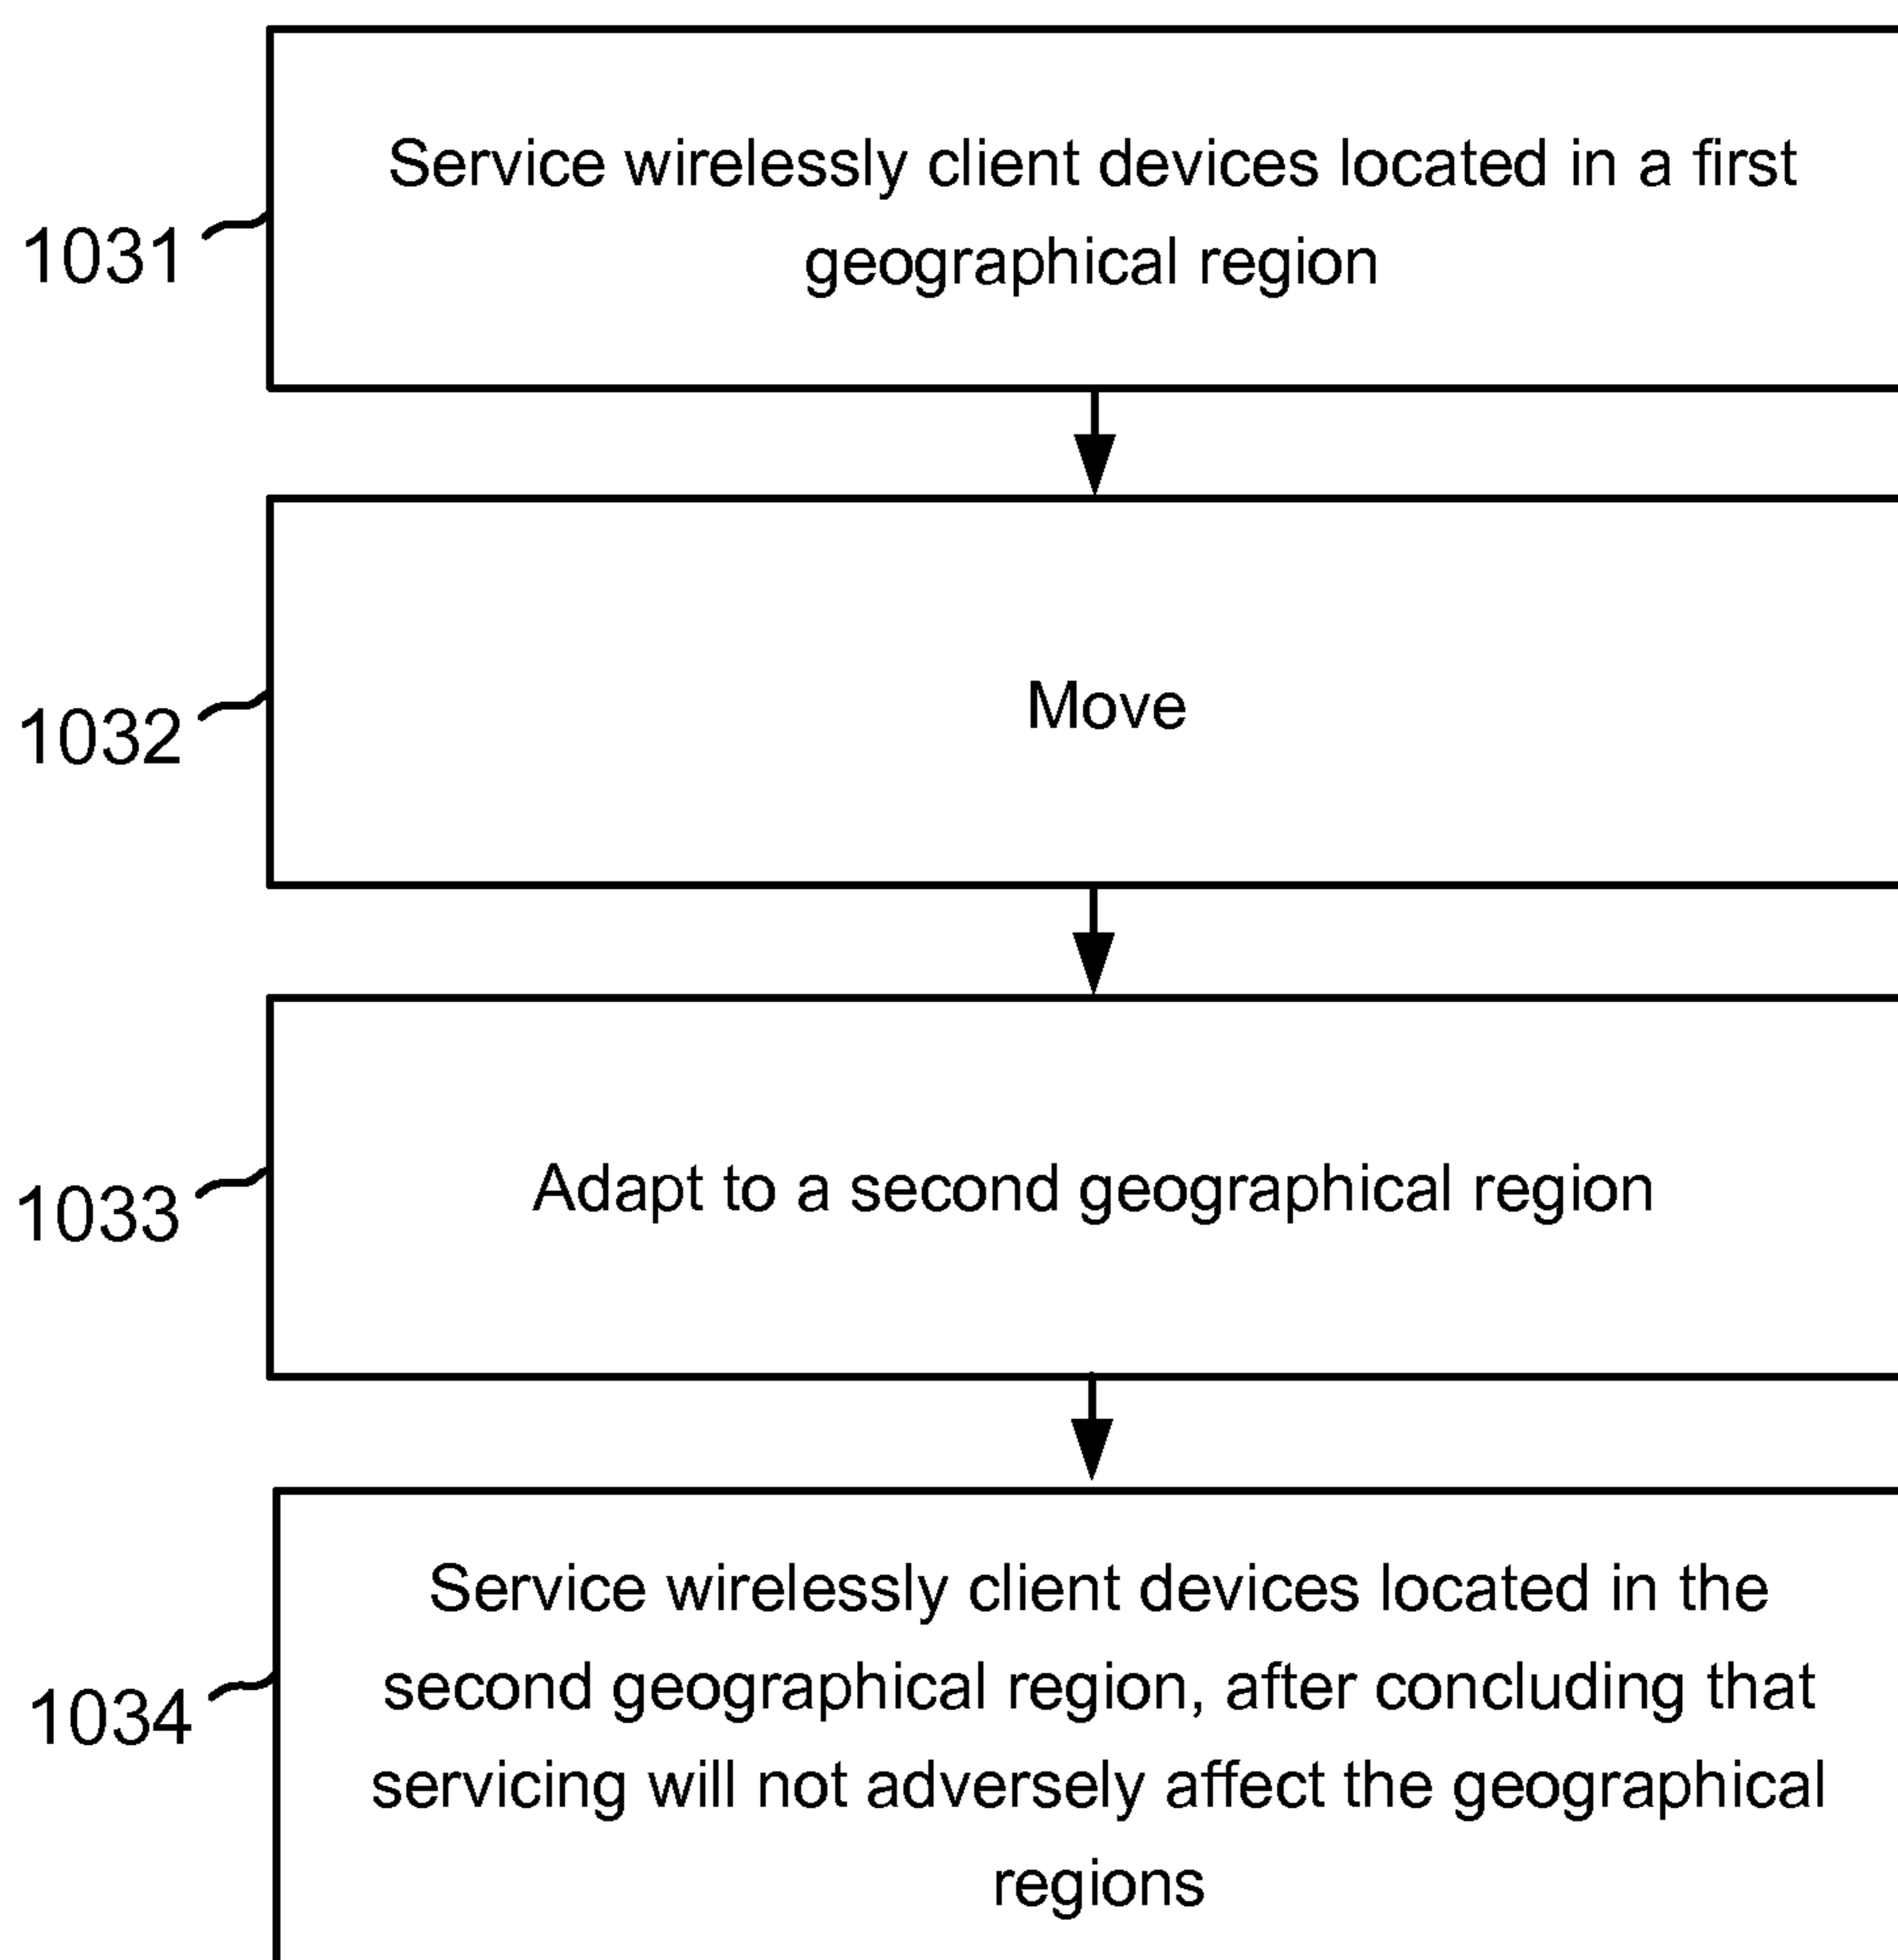 Service wirelessly client devices located in a first
geographical region
1031
Move
1032
Adapt to a second geographical region
1033
Service wirelessly client devices located in the
second geographical region, after concluding that
servicing will not adversely affect the geographical
regions
1034